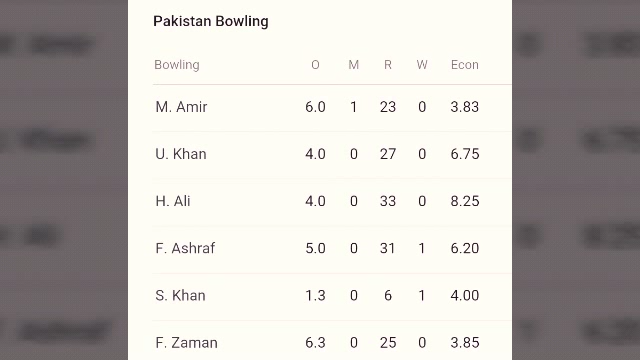 Pakistan Bowling
Bowling O M R W Econ
M. Amir 6.0 1 23 0 3.83
U. Khan 4.0 0 27 0 6.75
H. Ali 4.0 0 33 0 8.25
F. Ashraf 5.0 0 31 1 6.20
S. Khan 1.3 0 6 1 4.00
F. Zaman 6.3 0 25 0 3.85